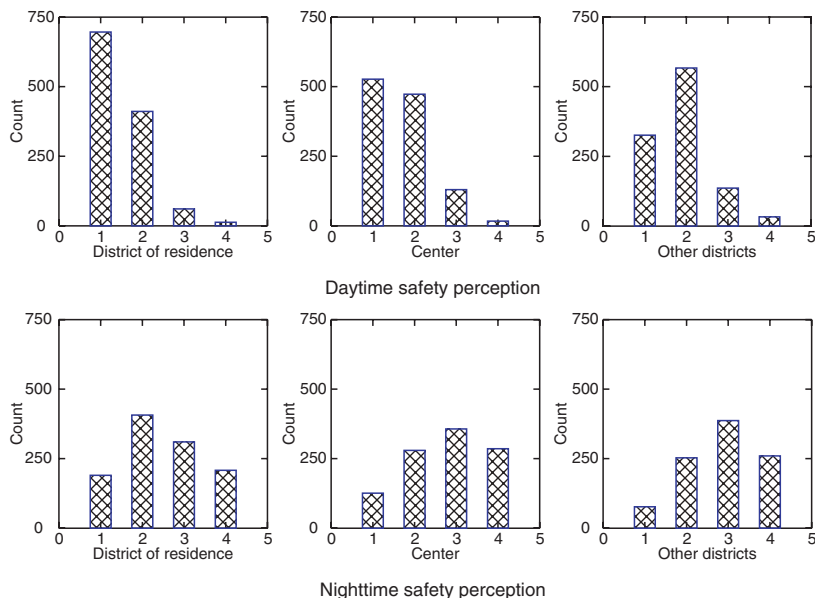 750
500
250
0
Count
0 1 2 3 4 5
District of residence
750
500
250
0
Count
0 1 2 3 4 5
Center
750
500
250
0
Count
0 1 2 3 4 5
Other districts
Daytime safety perception
750
500
250
0
Count
0 1 2 3 4 5
District of residence
750
500
250
0
Count
0 1 2 3 4 5
Center
750
500
250
0
Count
0 1 2 3 4 5
Other districts
Nighttime safety perception